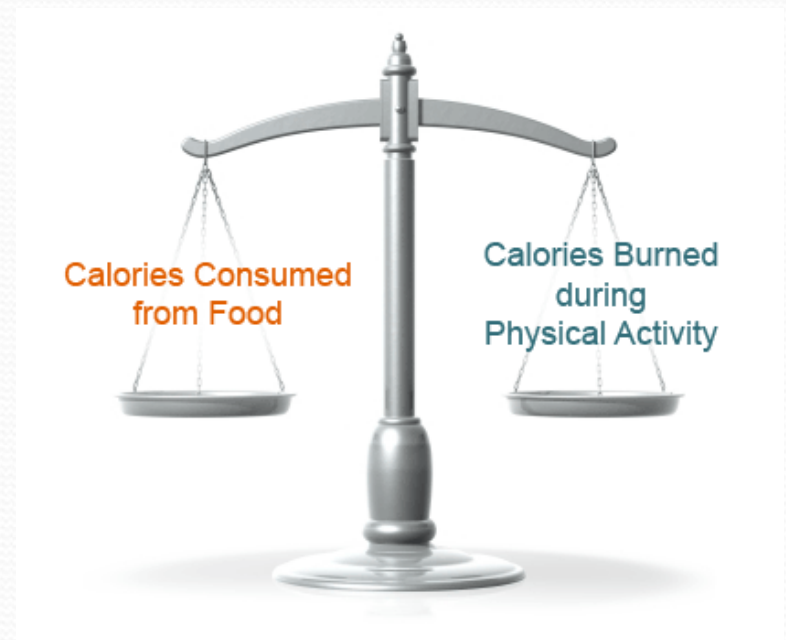 Calories Consumed
from Food
Calories Burned
during
Physical Activity